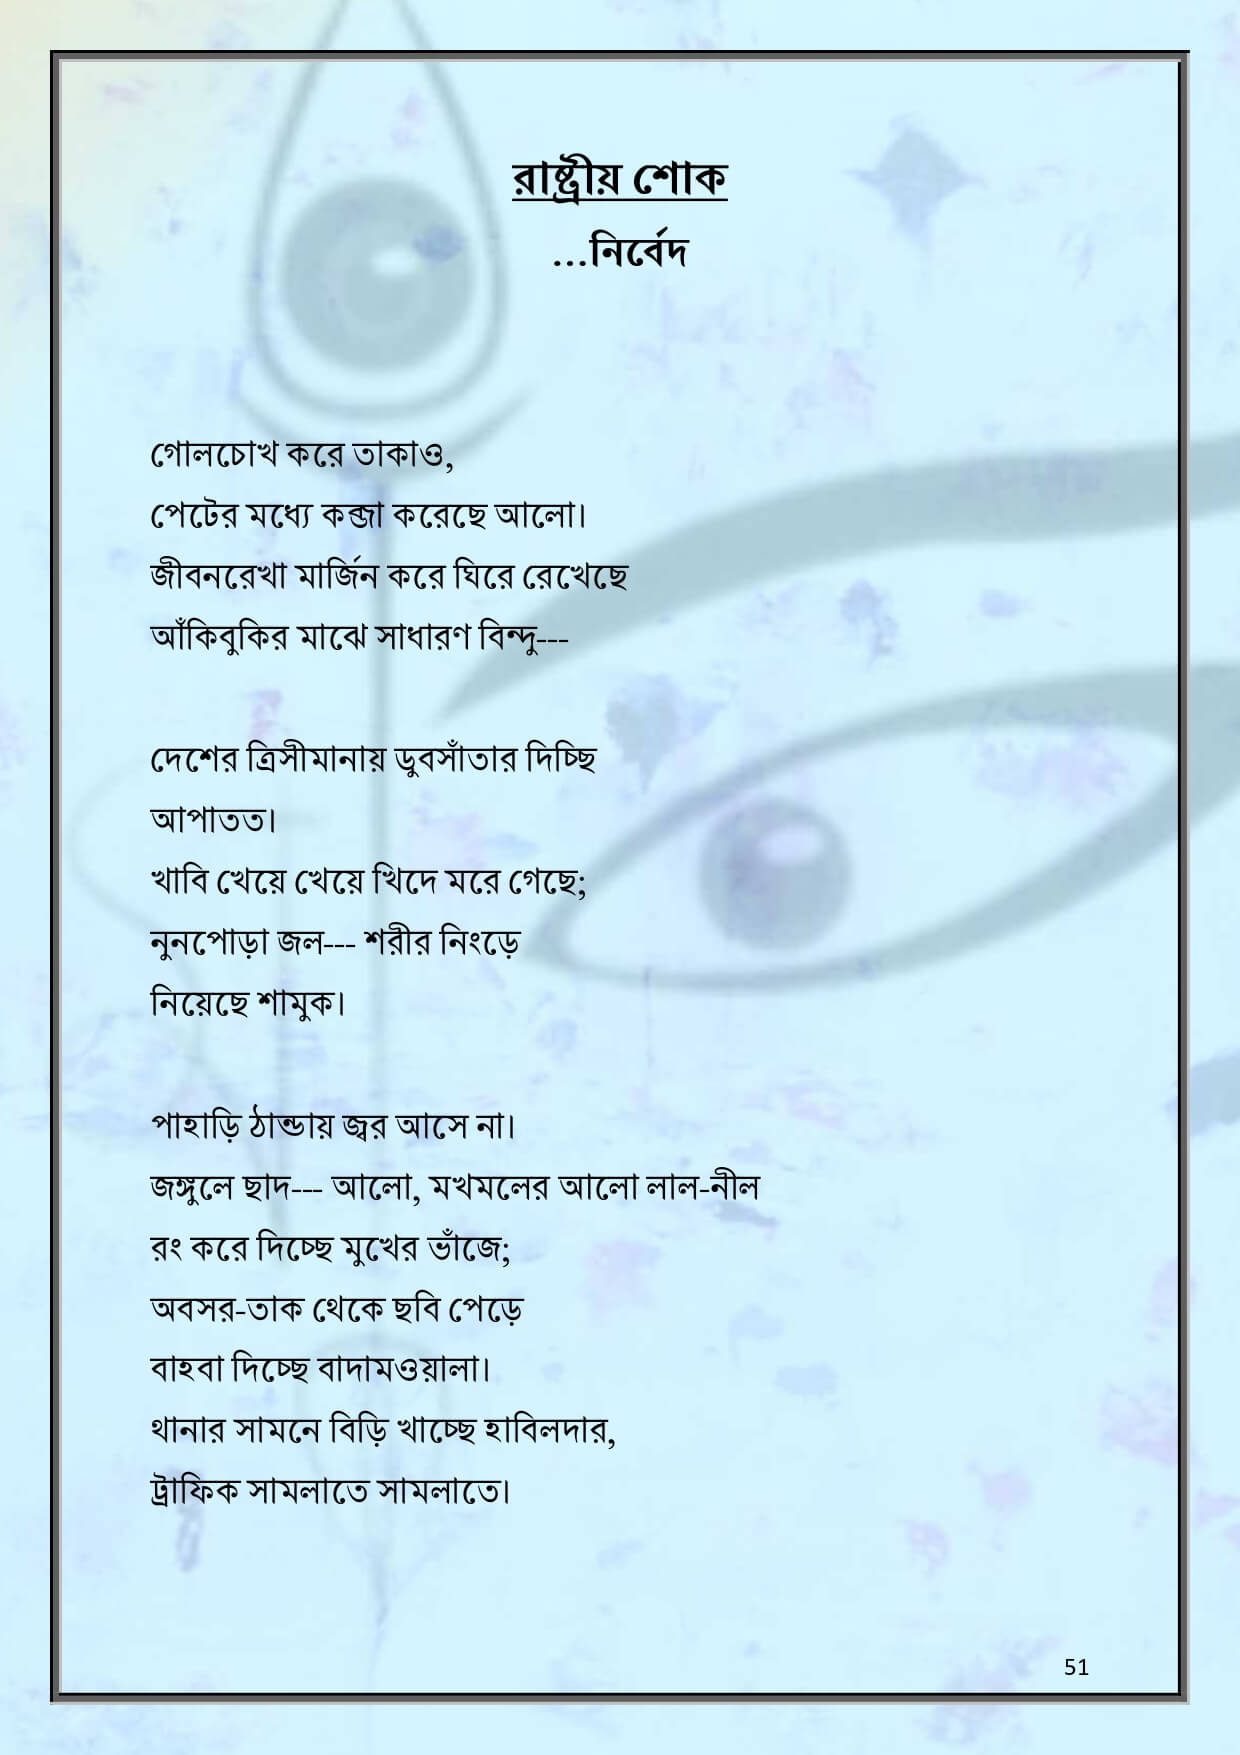 রাষ্ট্রীয় শোক
...নির্বেদ
গোলচোখ করে তাকাও,
পেটের মধ্যে কব্জা করেছে আলো।
জীবনরেখা মার্জিন করে ঘিরে রেখেছে
আঁকিবুকির মাঝে সাধারণ বিন্দু---
দেশের ত্রিসীমানায় ডুবসাঁতার দিচ্ছি
আপাতত।
খাবি খেয়ে খেয়ে খিদে মরে গেছে;
নুনপোড়া জল--- শরীর নিংড়ে
নিয়েছে শামুক।
পাহাড়ি ঠান্ডায় জ্বর আসে না।
জঙ্গুলে ছাদ--- আলো, মখমলের আলো লাল-নীল
রং করে দিচ্ছে মুখের ভাঁজে;
অবসর-তাক থেকে ছবি পেড়ে
বাহবা দিচ্ছে বাদামওয়ালা।
থানার সামনে বিড়ি খাচ্ছে হাবিলদার,
ট্রাফিক সামলাতে সামলাতে।
51